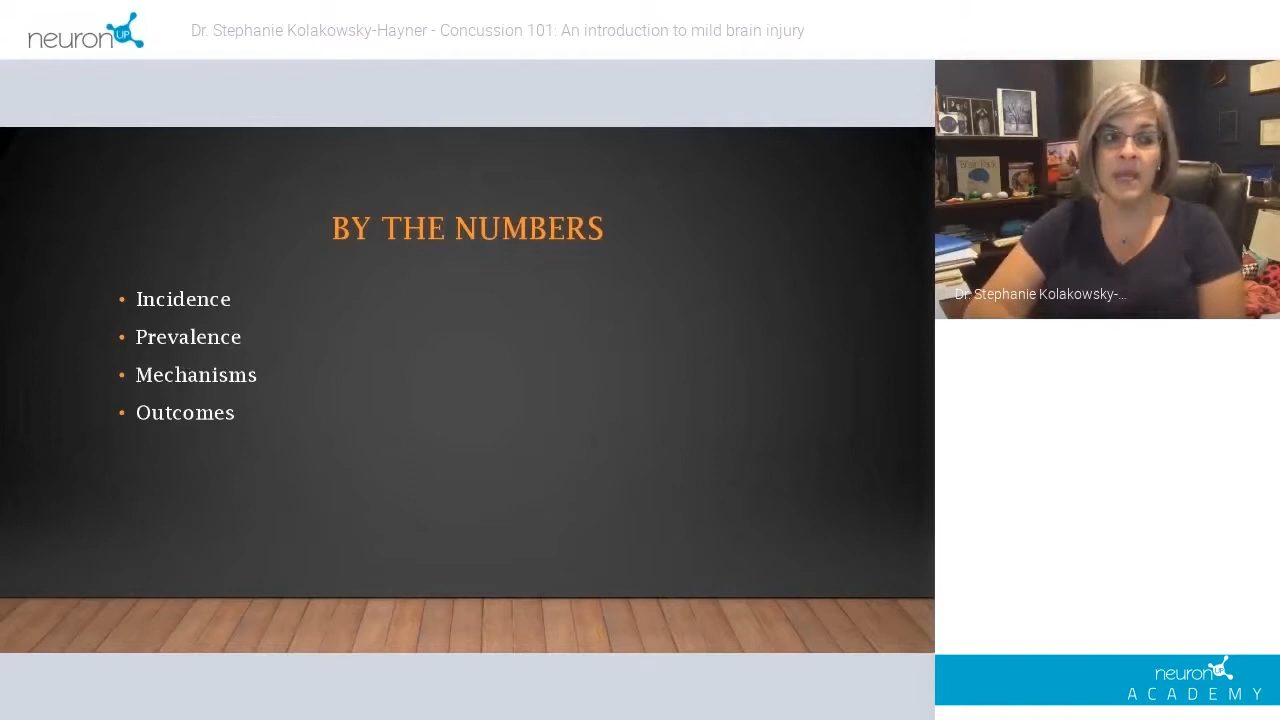 neuronUP
Dr. Stephanie Kolakowsky-Hayner - Concussion 101: An introduction to mild brain injury
BY THE NUMBERS
• Incidence
• Prevalence
• Mechanisms
• Outcomes
Dr. Stephanie Kolakowsky-...
neuronUP
ACADEMY